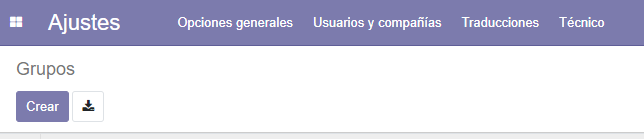 Ajustes Opciones generales Usuarios y compañías Traducciones Técnico
Grupos
Crear